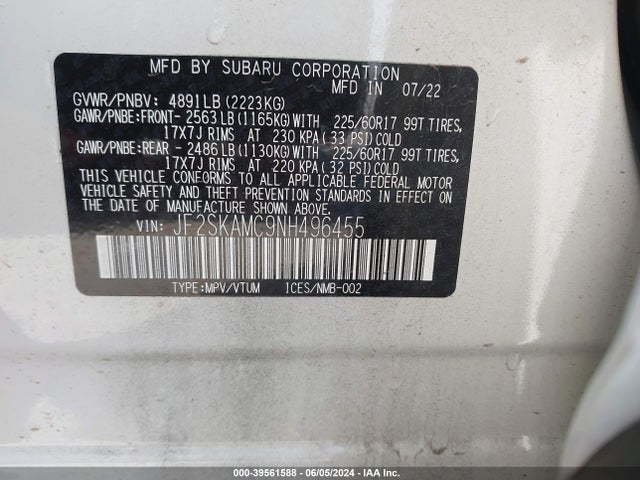 MFD BY SUBARU CORPORATION
MFD IN 07/22
GVWR/PNBV: 4891LB (2223KG)
GAWR/PNBE:FRONT- 2563LB (1165KG)WITH 225/60R17 99T TIRES,
17X7J RIMS AT 230 KPA( 33 PSI)COLD
GAWR/PNBE:REAR - 2486LB (1130KG)WITH 225/60R17 99T TIRES,
17X7J RIMS AT 220 KPA( 32 PSI)COLD
THIS VEHICLE CONFORMS TO ALL APPLICABLE FEDERAL MOTOR
VEHICLE SAFETY AND THEFT PREVENTION STANDARDS IN EFFECT ON THE
DATE OF MANUFACTURE SHOWN ABOVE.
VIN: JF2SKAMC9NH496455
TYPE:MPV/VTUM ICES/NMB-002
000-39561588 - 06/05/2024 - IAA Inc.